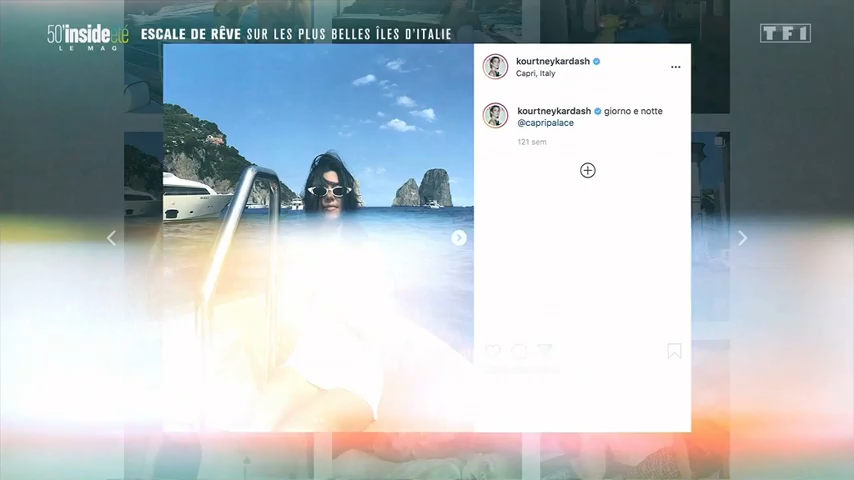 50'inside été
LE MAG
ESCALE DE RÊVE SUR LES PLUS BELLES ÎLES D'ITALIE
TF1
kourtneykardash
Capri, Italy
kourtneykardash giorno e notte
@capripalace
121 sem